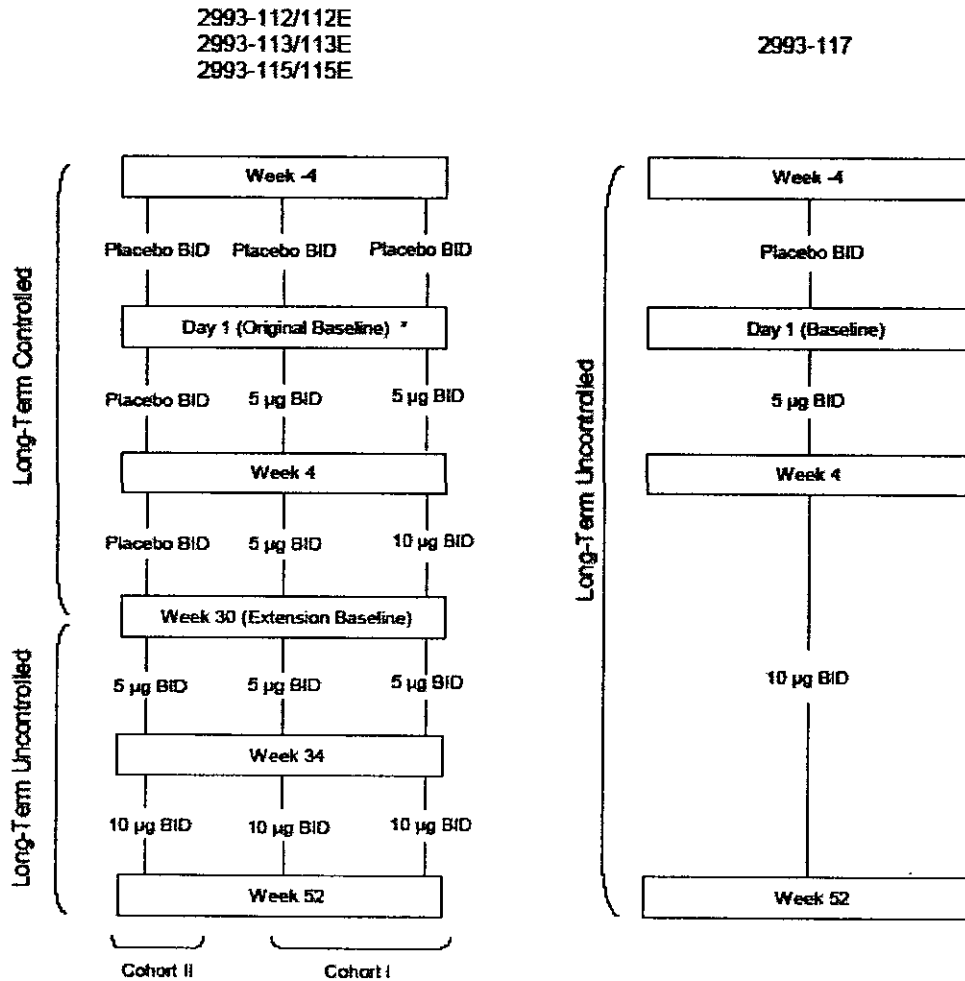 2993-112/112E
2993-113/113E
2993-115/115E
2993-117
Long-Term Controlled
Long-Term Uncontrolled
Week -4
Placebo BID Placebo BID Placebo BID
Day 1 (Original Baseline) *
Placebo BID 5 µg BID 5 µg BID
Week 4
Placebo BID 5 µg BID 10 µg BID
Week 30 (Extension Baseline)
5 µg BID 5 µg BID 5 µg BID
Week 34
10 µg BID 10 µg BID 10 µg BID
Week 52
Cohort II Cohort I
Long-Term Uncontrolled
Week -4
Placebo BID
Day 1 (Baseline)
5 µg BID
Week 4
10 µg BID
Week 52